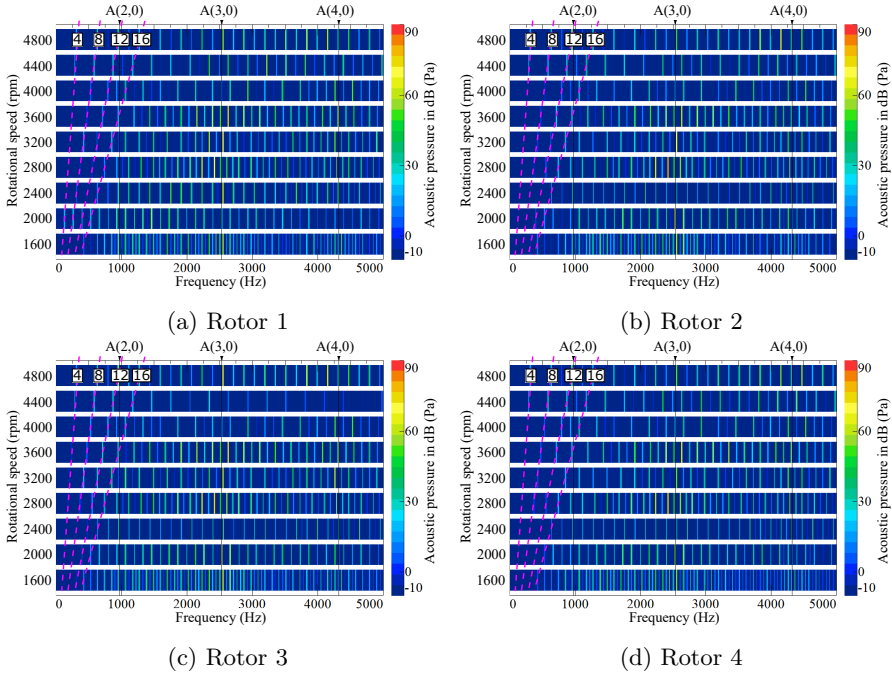 A(2,0) A(3,0) A(4,0)
Rotational speed (rpm)
4800
4400
4000
3600
3200
2800
2400
2000
1600
4 8 12 16
0 1000 2000 3000 4000 5000
Frequency (Hz)
90
60
30
0
-10
Acoustic pressure in dB (Pa)
(a) Rotor 1
A(2,0) A(3,0) A(4,0)
Rotational speed (rpm)
4800
4400
4000
3600
3200
2800
2400
2000
1600
4 8 12 16
0 1000 2000 3000 4000 5000
Frequency (Hz)
90
60
30
0
-10
Acoustic pressure in dB (Pa)
(b) Rotor 2
A(2,0) A(3,0) A(4,0)
Rotational speed (rpm)
4800
4400
4000
3600
3200
2800
2400
2000
1600
4 8 12 16
0 1000 2000 3000 4000 5000
Frequency (Hz)
90
60
30
0
-10
Acoustic pressure in dB (Pa)
(c) Rotor 3
A(2,0) A(3,0) A(4,0)
Rotational speed (rpm)
4800
4400
4000
3600
3200
2800
2400
2000
1600
4 8 12 16
0 1000 2000 3000 4000 5000
Frequency (Hz)
90
60
30
0
-10
Acoustic pressure in dB (Pa)
(d) Rotor 4